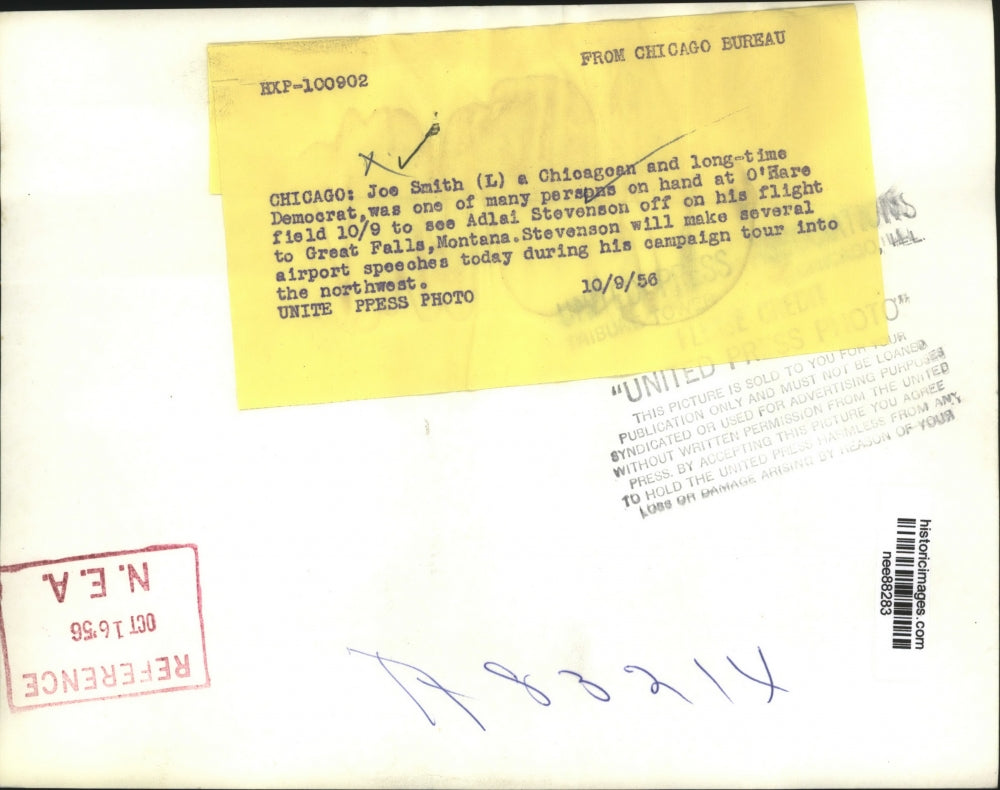 FROM CHICAGO BUREAU
HXP-100902
CHICAGO: Joe Smith (L) a Chicagoan and long-time
Democrat,was one of many persons on hand at O'Hare
field 10/9 to see Adlai Stevenson off on his flight
to Great Falls,Montana.Stevenson will make several
airport speeches today during his campaign tour into
the northwest.
UNITE PRESS PHOTO 10/9/56
ILL.
PLEASE CREDIT
"UNITED PRESS PHOTO"
THIS PICTURE IS SOLD TO YOU FOR YOUR
PUBLICATION ONLY AND MUST NOT BE LOANED
SYNDICATED OR USED FOR ADVERTISING PURPOSES
WITHOUT WRITTEN PERMISSION FROM THE UNITED
PRESS. BY ACCEPTING THIS PICTURE YOU AGREE
TO HOLD THE UNITED PRESS HARMLESS FROM ANY
LOSS OR DAMAGE ARISING BY REASON OF YOUR
historicimages.com
nee88283
REFERENCE
OCT 16 '56
N.E.A.
A 83214